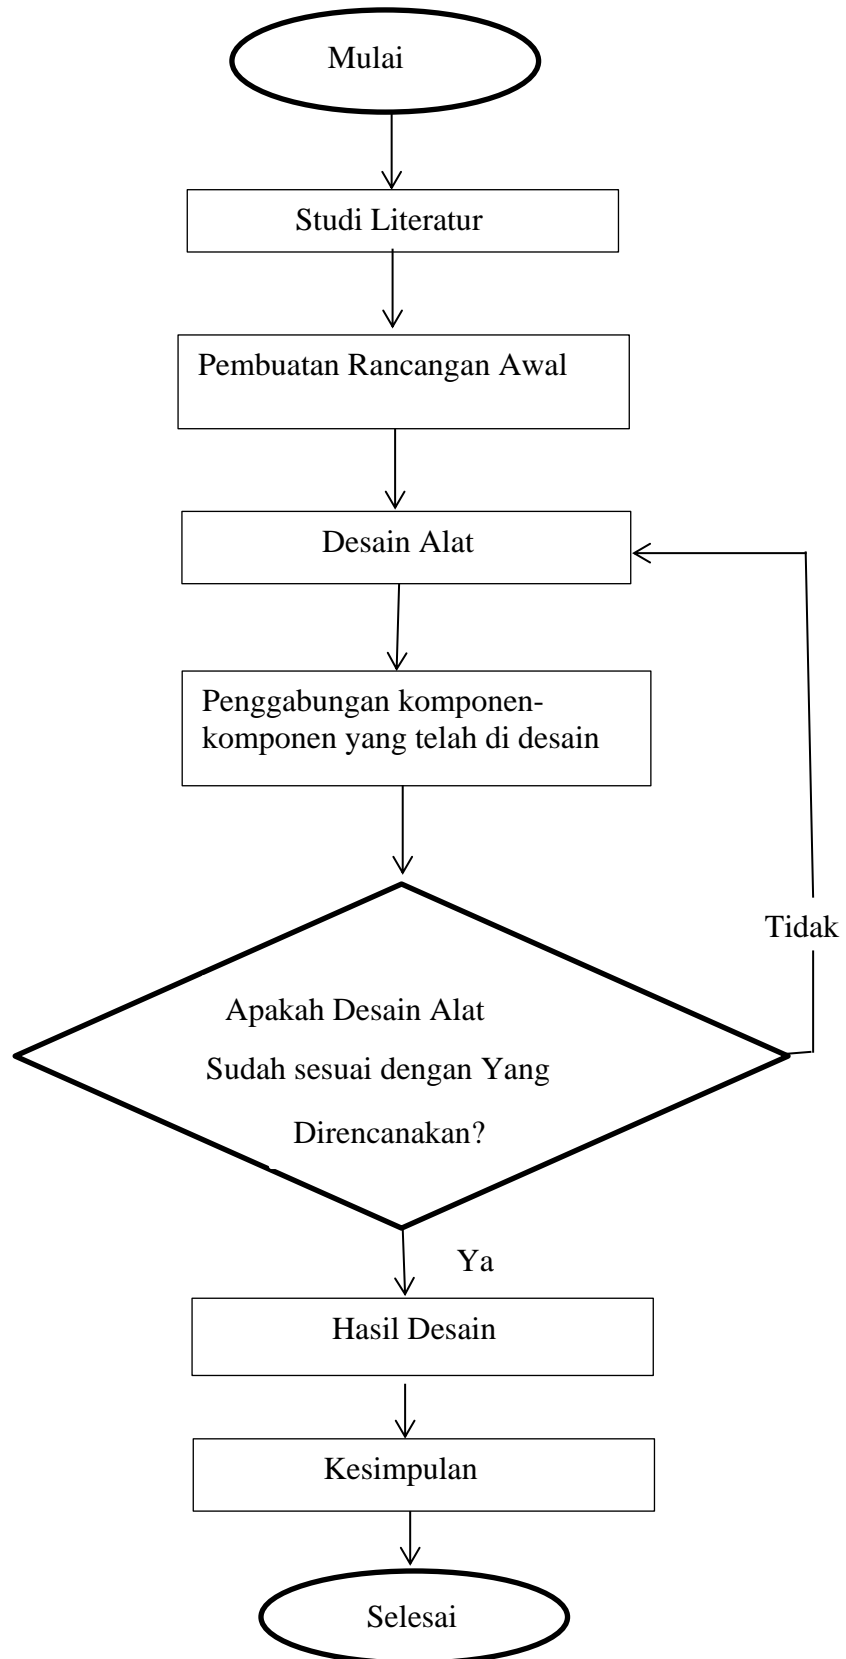 Mulai
Studi Literatur
Pembuatan Rancangan Awal
Desain Alat
Penggabungan komponen-
komponen yang telah di desain
Tidak
Apakah Desain Alat
Sudah sesuai dengan Yang
Direncanakan?
Ya
Hasil Desain
Kesimpulan
Selesai